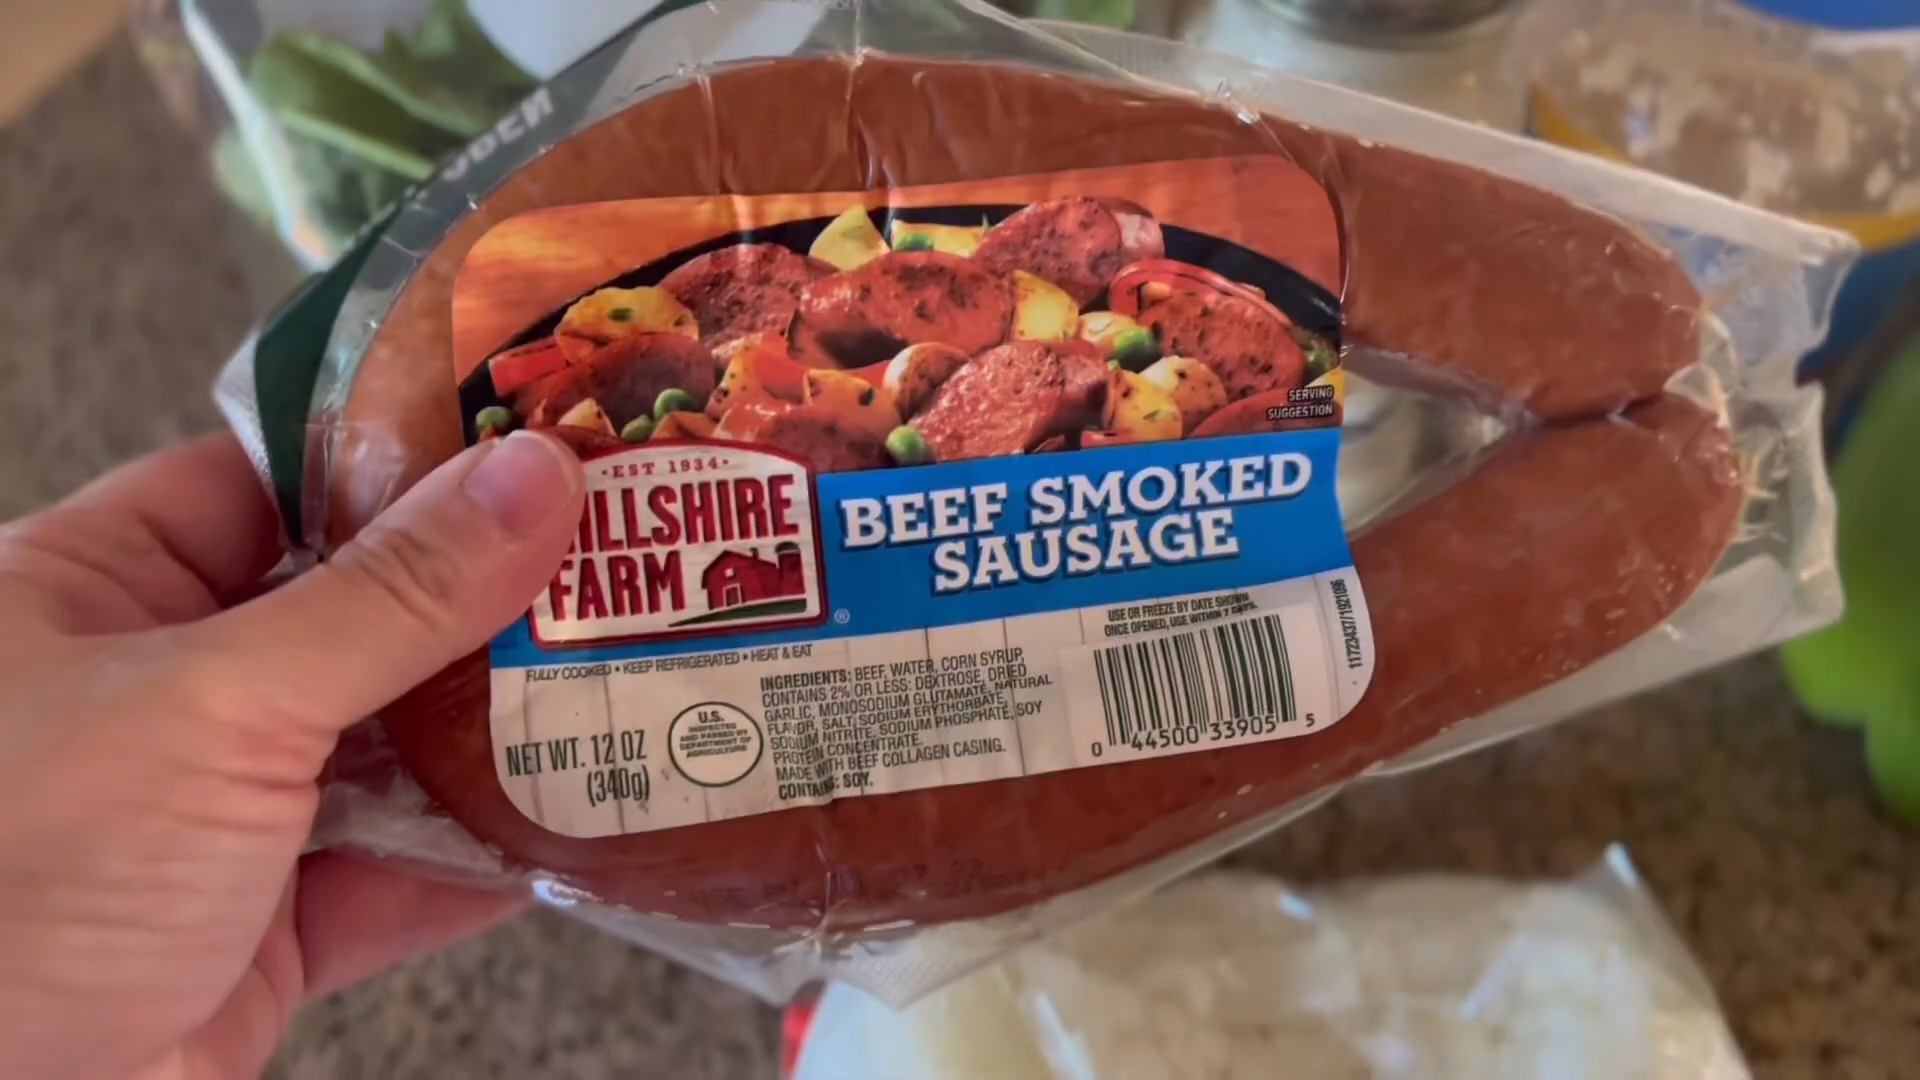 SERVING
SUGGESTION
·EST 1934·
ILLSHIRE
FARM
®
BEEF SMOKED
SAUSAGE
USE OR FREEZE BY DATE SHOWN
ONCE OPENED, USE WITHIN 7 DAYS.
FULLY COOKED • KEEP REFRIGERATED • HEAT & EAT
INGREDIENTS: BEEF, WATER, CORN SYRUP,
CONTAINS 2% OR LESS: DEXTROSE, DRIED
GARLIC, MONOSODIUM GLUTAMATE, NATURAL
FLAVOR, SALT, SODIUM ERYTHORBATE,
SODIUM NITRITE, SODIUM PHOSPHATE, SOY
PROTEIN CONCENTRATE.
MADE WITH BEEF COLLAGEN CASING.
CONTAINS: SOY.
U.S.
INSPECTED
AND PASSED BY
DEPARTMENT OF
AGRICULTURE
NET WT. 12 OZ
(340g)
0 44500 33905 5